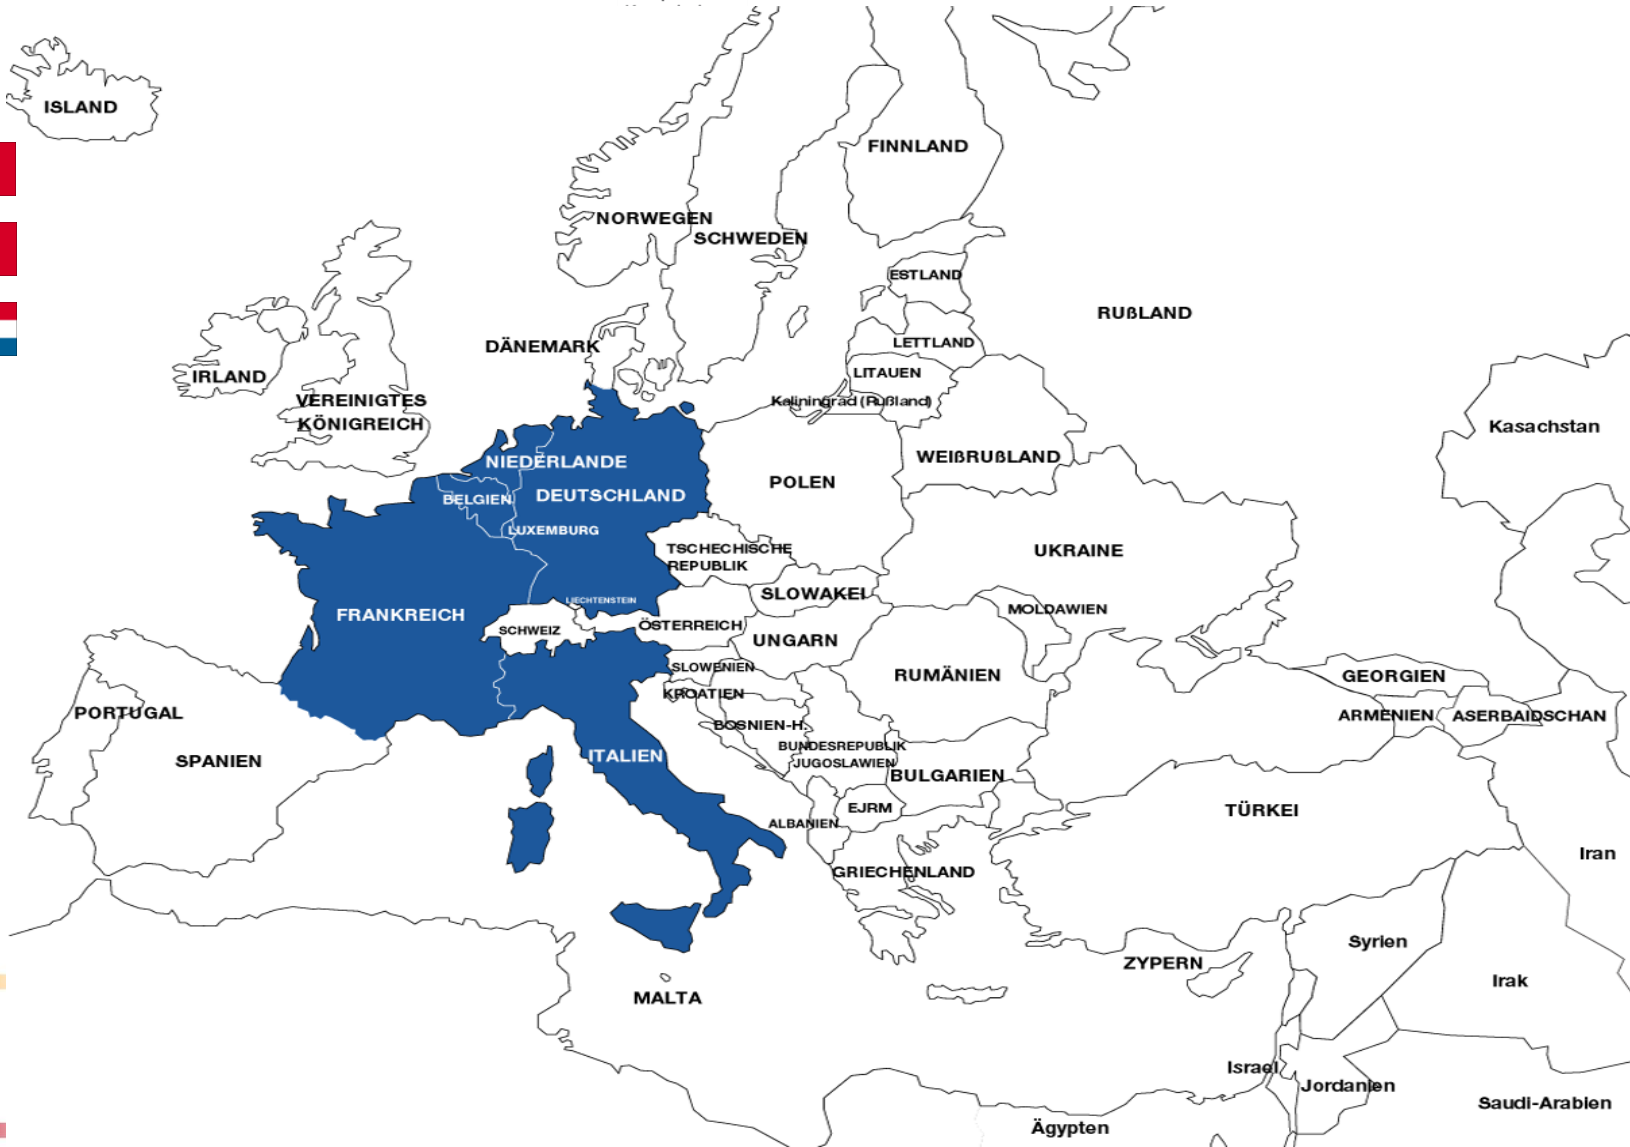 ISLAND
FINNLAND
NORWEGEN
SCHWEDEN
ESTLAND
RUßLAND
LETTLAND
DÄNEMARK
LITAUEN
IRLAND
VEREINIGTES
KÖNIGREICH
Kaliningrad (Rußland)
Kasachstan
WEIßRUßLAND
NIEDERLANDE
POLEN
BELGIEN
DEUTSCHLAND
LUXEMBURG
TSCHECHISCHE
REPUBLIK
UKRAINE
SLOWAKEI
LIECHTENSTEIN
MOLDAWIEN
FRANKREICH
SCHWEIZ
ÖSTERREICH
UNGARN
SLOWENIEN
RUMÄNIEN
GEORGIEN
KROATIEN
PORTUGAL
BOSNIEN-H.
ARMENIEN
ASERBAIDSCHAN
SPANIEN
ITALIEN
BUNDESREPUBLIK
JUGOSLAWIEN
BULGARIEN
EJRM
TÜRKEI
ALBANIEN
Iran
GRIECHENLAND
Syrien
ZYPERN
Irak
MALTA
Israel
Jordanien
Saudi-Arabien
Ägypten